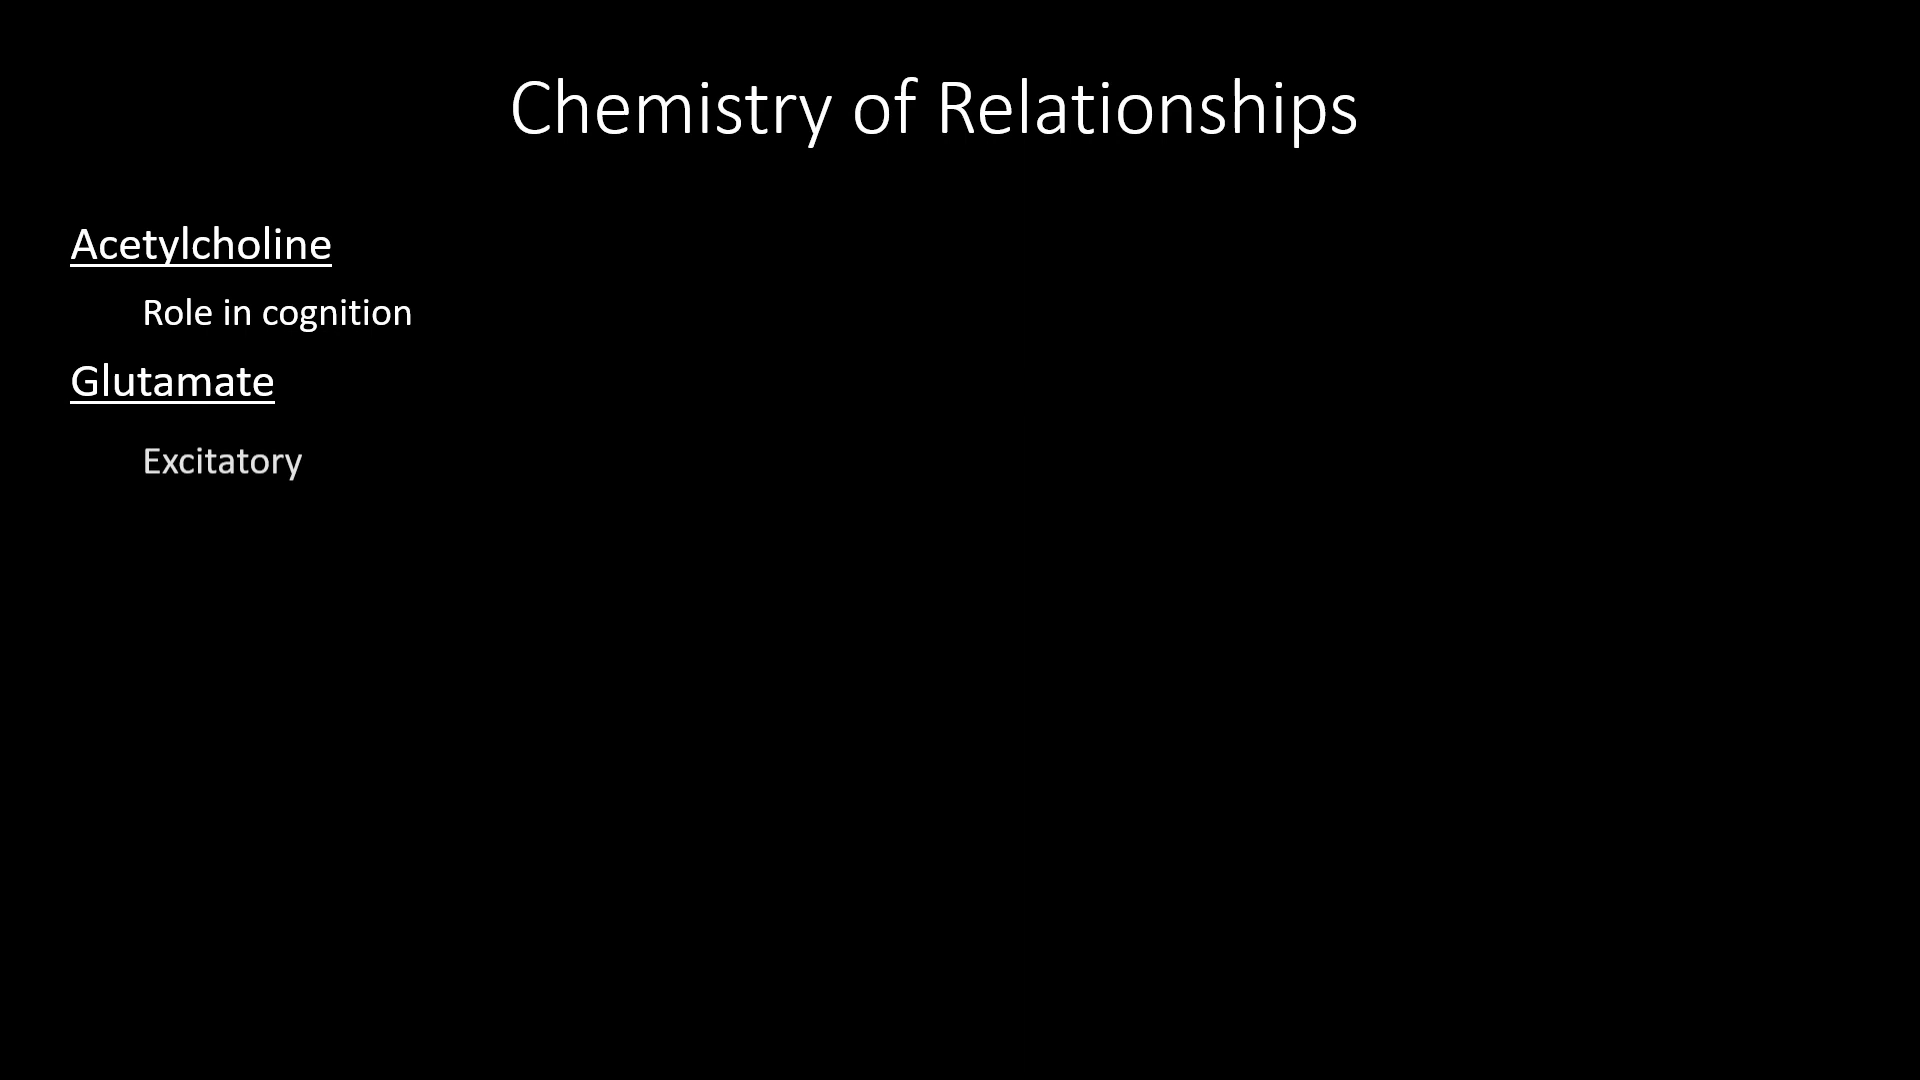 Chemistry of Relationships
Acetylcholine
Role in cognition
Glutamate
Excitatory